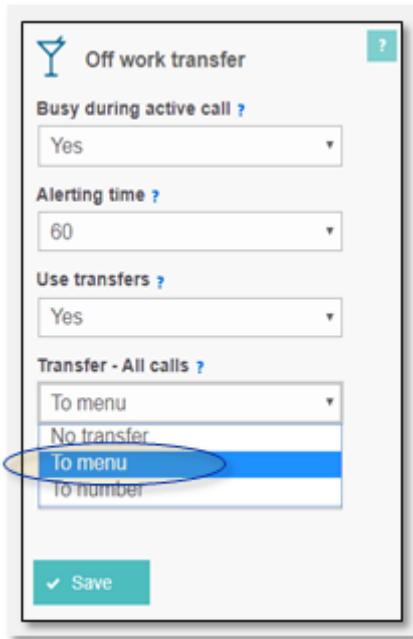 Off work transfer
?
Busy during active call ?
Yes
Alerting time ?
60
Use transfers ?
Yes
Transfer - All calls ?
To menu
No transfer
To menu
To number
Save